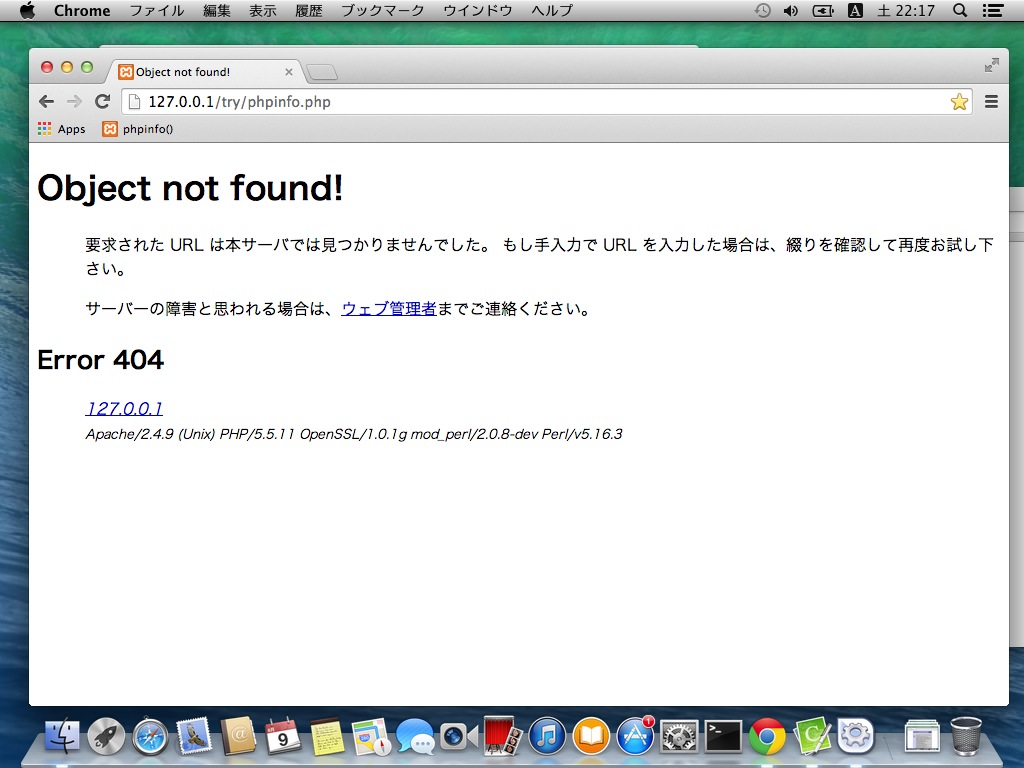 Chrome ファイル 編集 表示 履歴 ブックマーク ウインドウ ヘルプ A 土 22:17
Object not found!
127.0.0.1/try/phpinfo.php
Apps phpinfo()
Object not found!
要求された URL は本サーバでは見つかりませんでした。 もし手入力で URL を入力した場合は、綴りを確認して再度お試し下
さい。
サーバーの障害と思われる場合は、ウェブ管理者までご連絡ください。
Error 404
127.0.0.1
Apache/2.4.9 (Unix) PHP/5.5.11 OpenSSL/1.0.1g mod_perl/2.0.8-dev Perl/v5.16.3
9
1